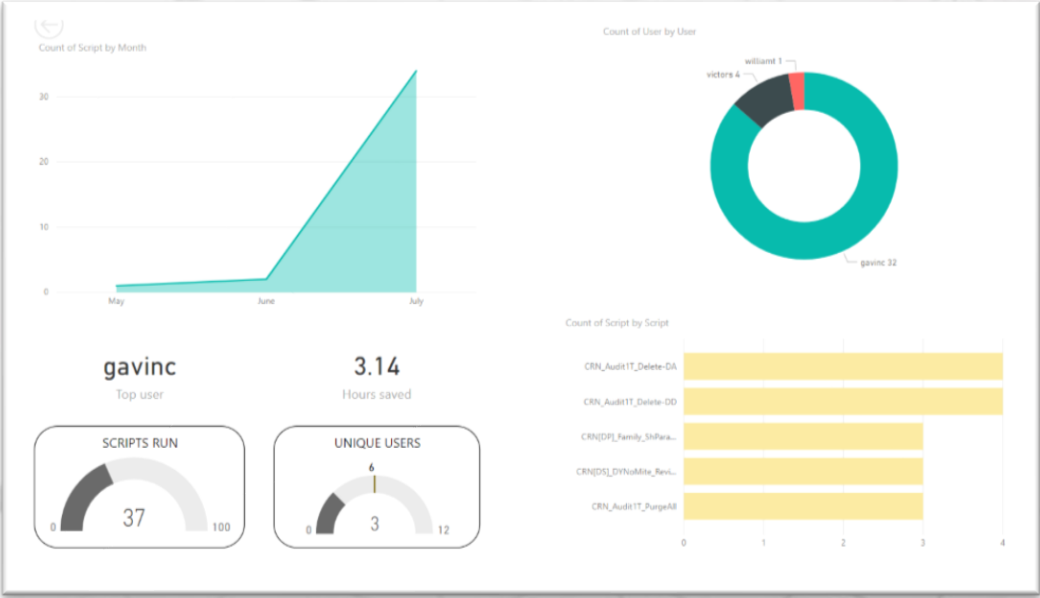 Count of Script by Month
30
20
10
0
May June July
Count of User by User
williamt 1
victors 4
gavinc 32
gavinc
Top user
3.14
Hours saved
SCRIPTS RUN
0 37 100
UNIQUE USERS
6
0 3 12
Count of Script by Script
CRN_Audit1T_Delete-DA
CRN_Audit1T_Delete-DD
CRN[DP]_Family_ShPara...
CRN[DS]_DYNoMite_Revi...
CRN_Audit1T_PurgeAll
0 1 2 3 4